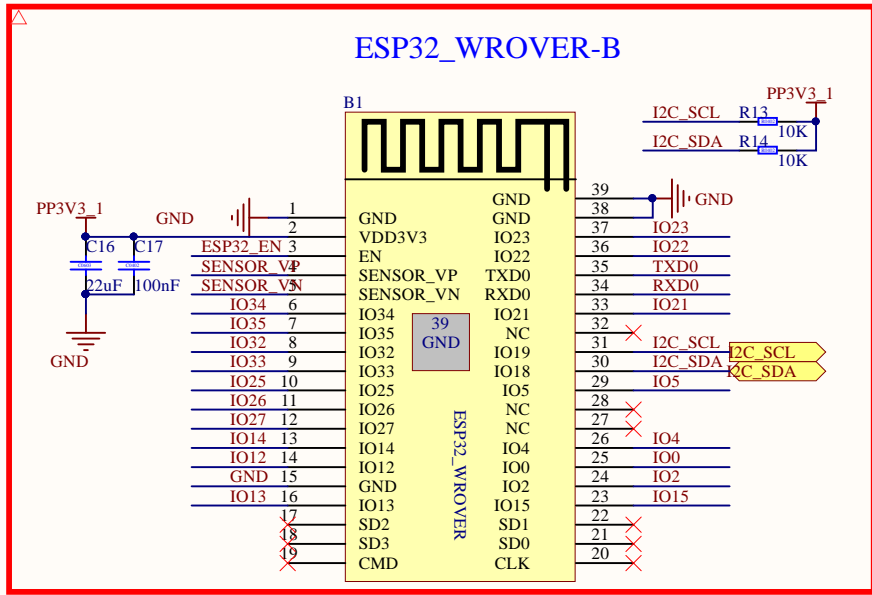 ESP32_WROVER-B
PP3V3_1
I2C_SCL R13 10K
I2C_SDA R14 10K
B1
PP3V3_1
GND
C16 22uF
C17 100nF
GND
1 GND
2 VDD3V3
ESP32_EN 3 EN
SENSOR_VP 4 SENSOR_VP
SENSOR_VN 5 SENSOR_VN
IO34 6 IO34
IO35 7 IO35
IO32 8 IO32
IO33 9 IO33
IO25 10 IO25
IO26 11 IO26
IO27 12 IO27
IO14 13 IO14
IO12 14 IO12
GND 15 GND
IO13 16 IO13
17 SD2
18 SD3
19 CMD
39
GND
ESP32_WROVER
GND 39 GND
GND 38
IO23 37 IO23
IO22 36 IO22
TXD0 35 TXD0
RXD0 34 RXD0
IO21 33 IO21
NC 32
IO19 31 I2C_SCL I2C_SCL
IO18 30 I2C_SDA I2C_SDA
IO5 29 IO5
NC 28
NC 27
IO4 26 IO4
IO0 25 IO0
IO2 24 IO2
IO15 23 IO15
SD1 22
SD0 21
CLK 20